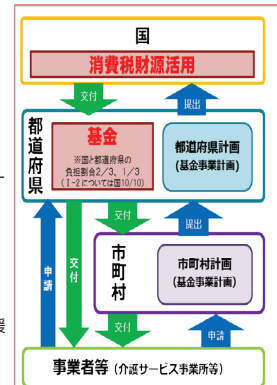 国
消費税財源活用
交付
提出
都道府県
基金
※国と都道府県の
負担割合2/3、1/3
(Ⅰ-2については国10/10)
都道府県計画
(基金事業計画)
交付
提出
申請
交付
市町村
市町村計画
(基金事業計画)
交付
申請
援
事業者等(介護サービス事業所等)